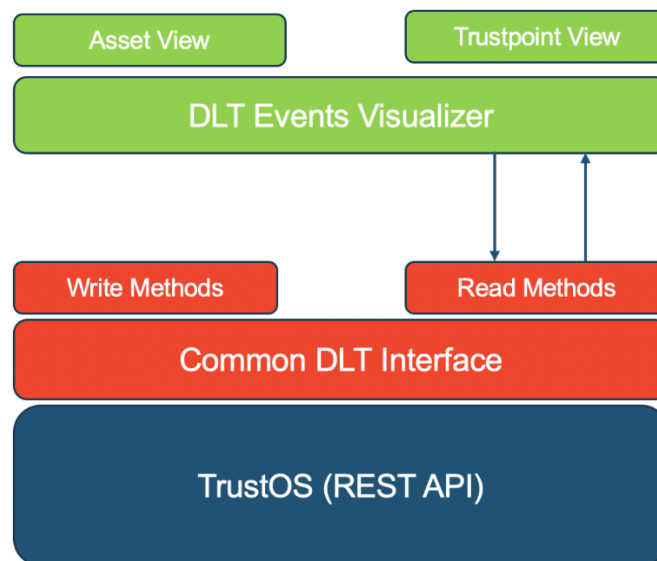 Asset View
Trustpoint View
DLT Events Visualizer
Write Methods
Read Methods
Common DLT Interface
TrustOS (REST API)